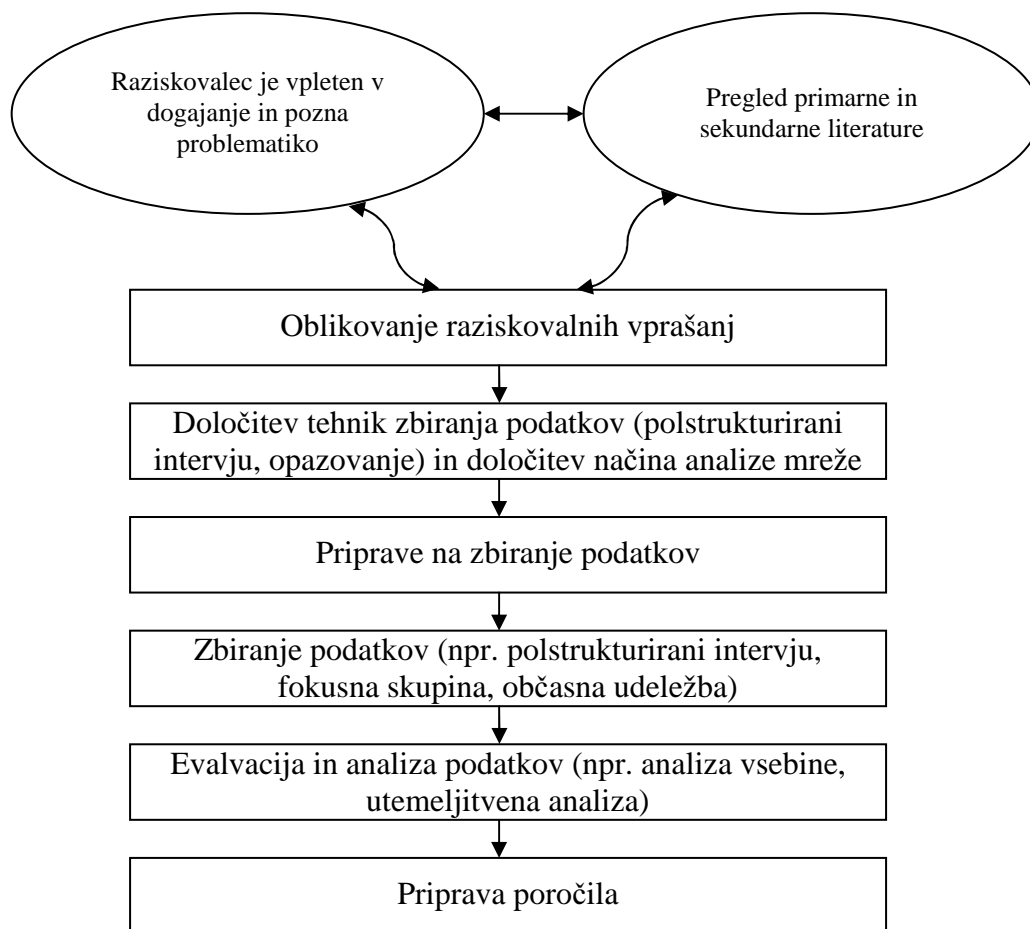 Raziskovalec je vpleten v
dogajanje in pozna
problematiko
Pregled primarne in
sekundarne literature
Oblikovanje raziskovalnih vprašanj
Določitev tehnik zbiranja podatkov (polstrukturirani
intervju, opazovanje) in določitev načina analize mreže
Priprave na zbiranje podatkov
Zbiranje podatkov (npr. polstrukturirani intervju,
fokusna skupina, občasna udeležba)
Evalvacija in analiza podatkov (npr. analiza vsebine,
utemeljitvena analiza)
Priprava poročila